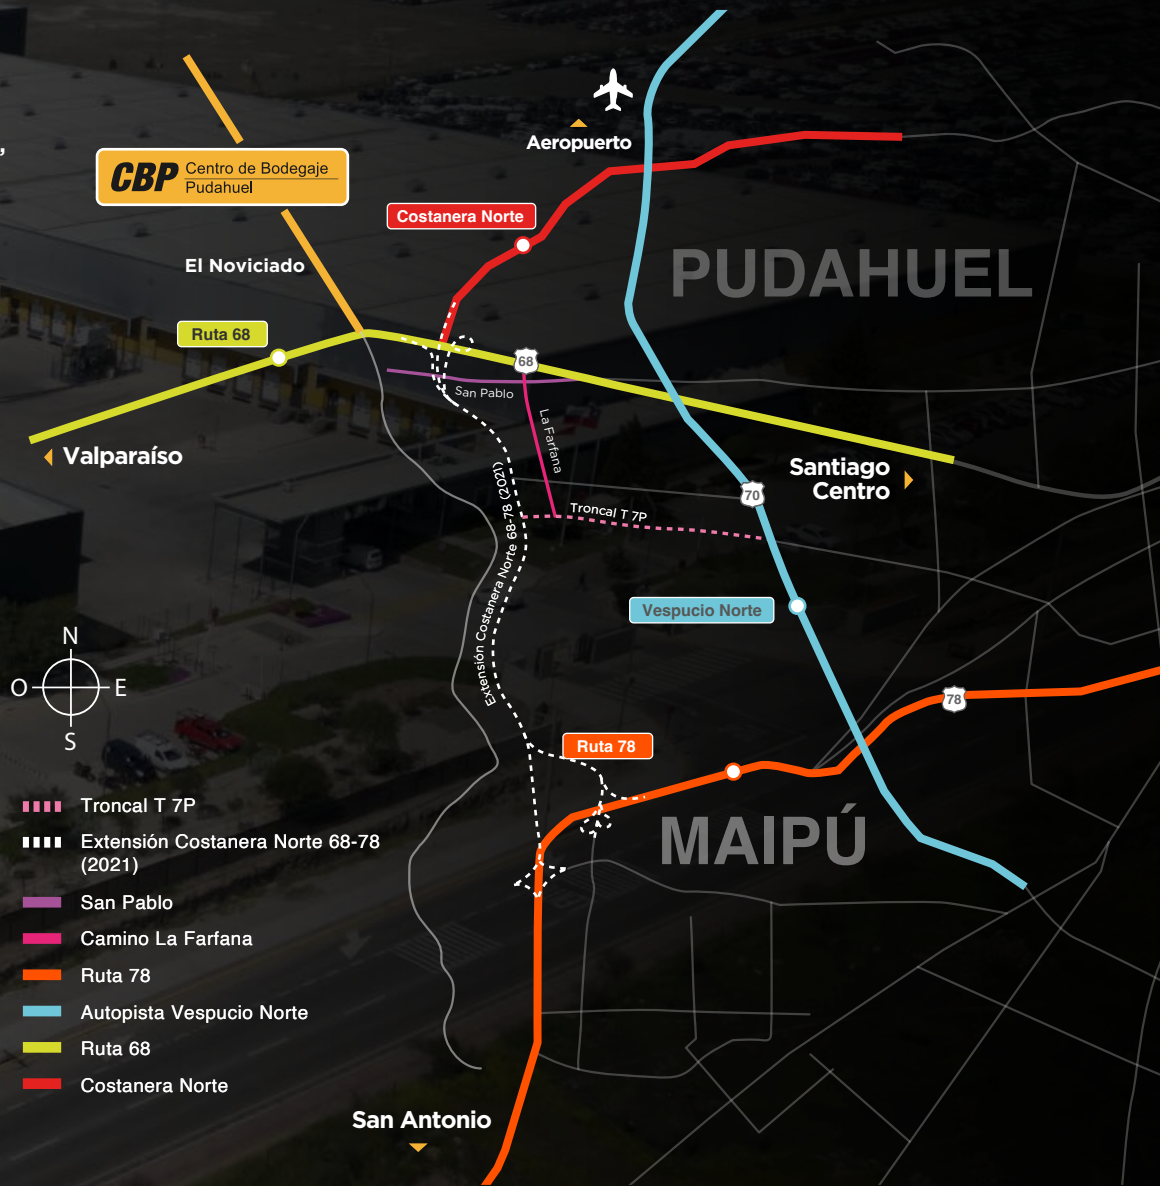 ,
Aeropuerto
CBP Centro de Bodegaje
Pudahuel
Costanera Norte
El Noviciado
PUDAHUEL
Ruta 68
68
San Pablo
La Farfana
Valparaíso
Santiago
Centro
70
Troncal T 7P
Extensión Costanera Norte 68-78 (2021)
Vespucio Norte
N
O E
S
78
Ruta 78
MAIPÚ
Troncal T 7P
Extensión Costanera Norte 68-78
(2021)
San Pablo
Camino La Farfana
Ruta 78
Autopista Vespucio Norte
Ruta 68
Costanera Norte
San Antonio